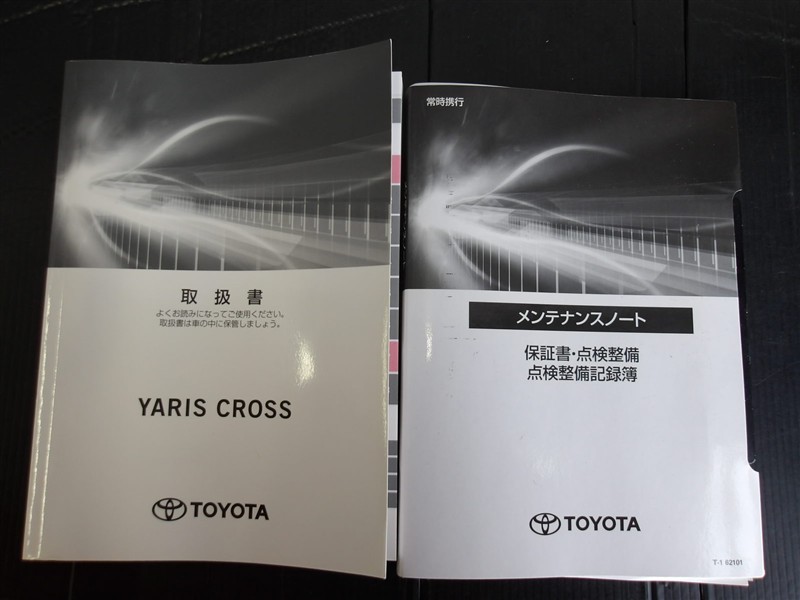 取扱書
よくお読みになってご使用ください。
取扱書は車の中に保管しましょう。
YARIS CROSS
TOYOTA
常時携行
メンテナンスノート
保証書・点検整備
点検整備記録簿
TOYOTA
T-1 62101